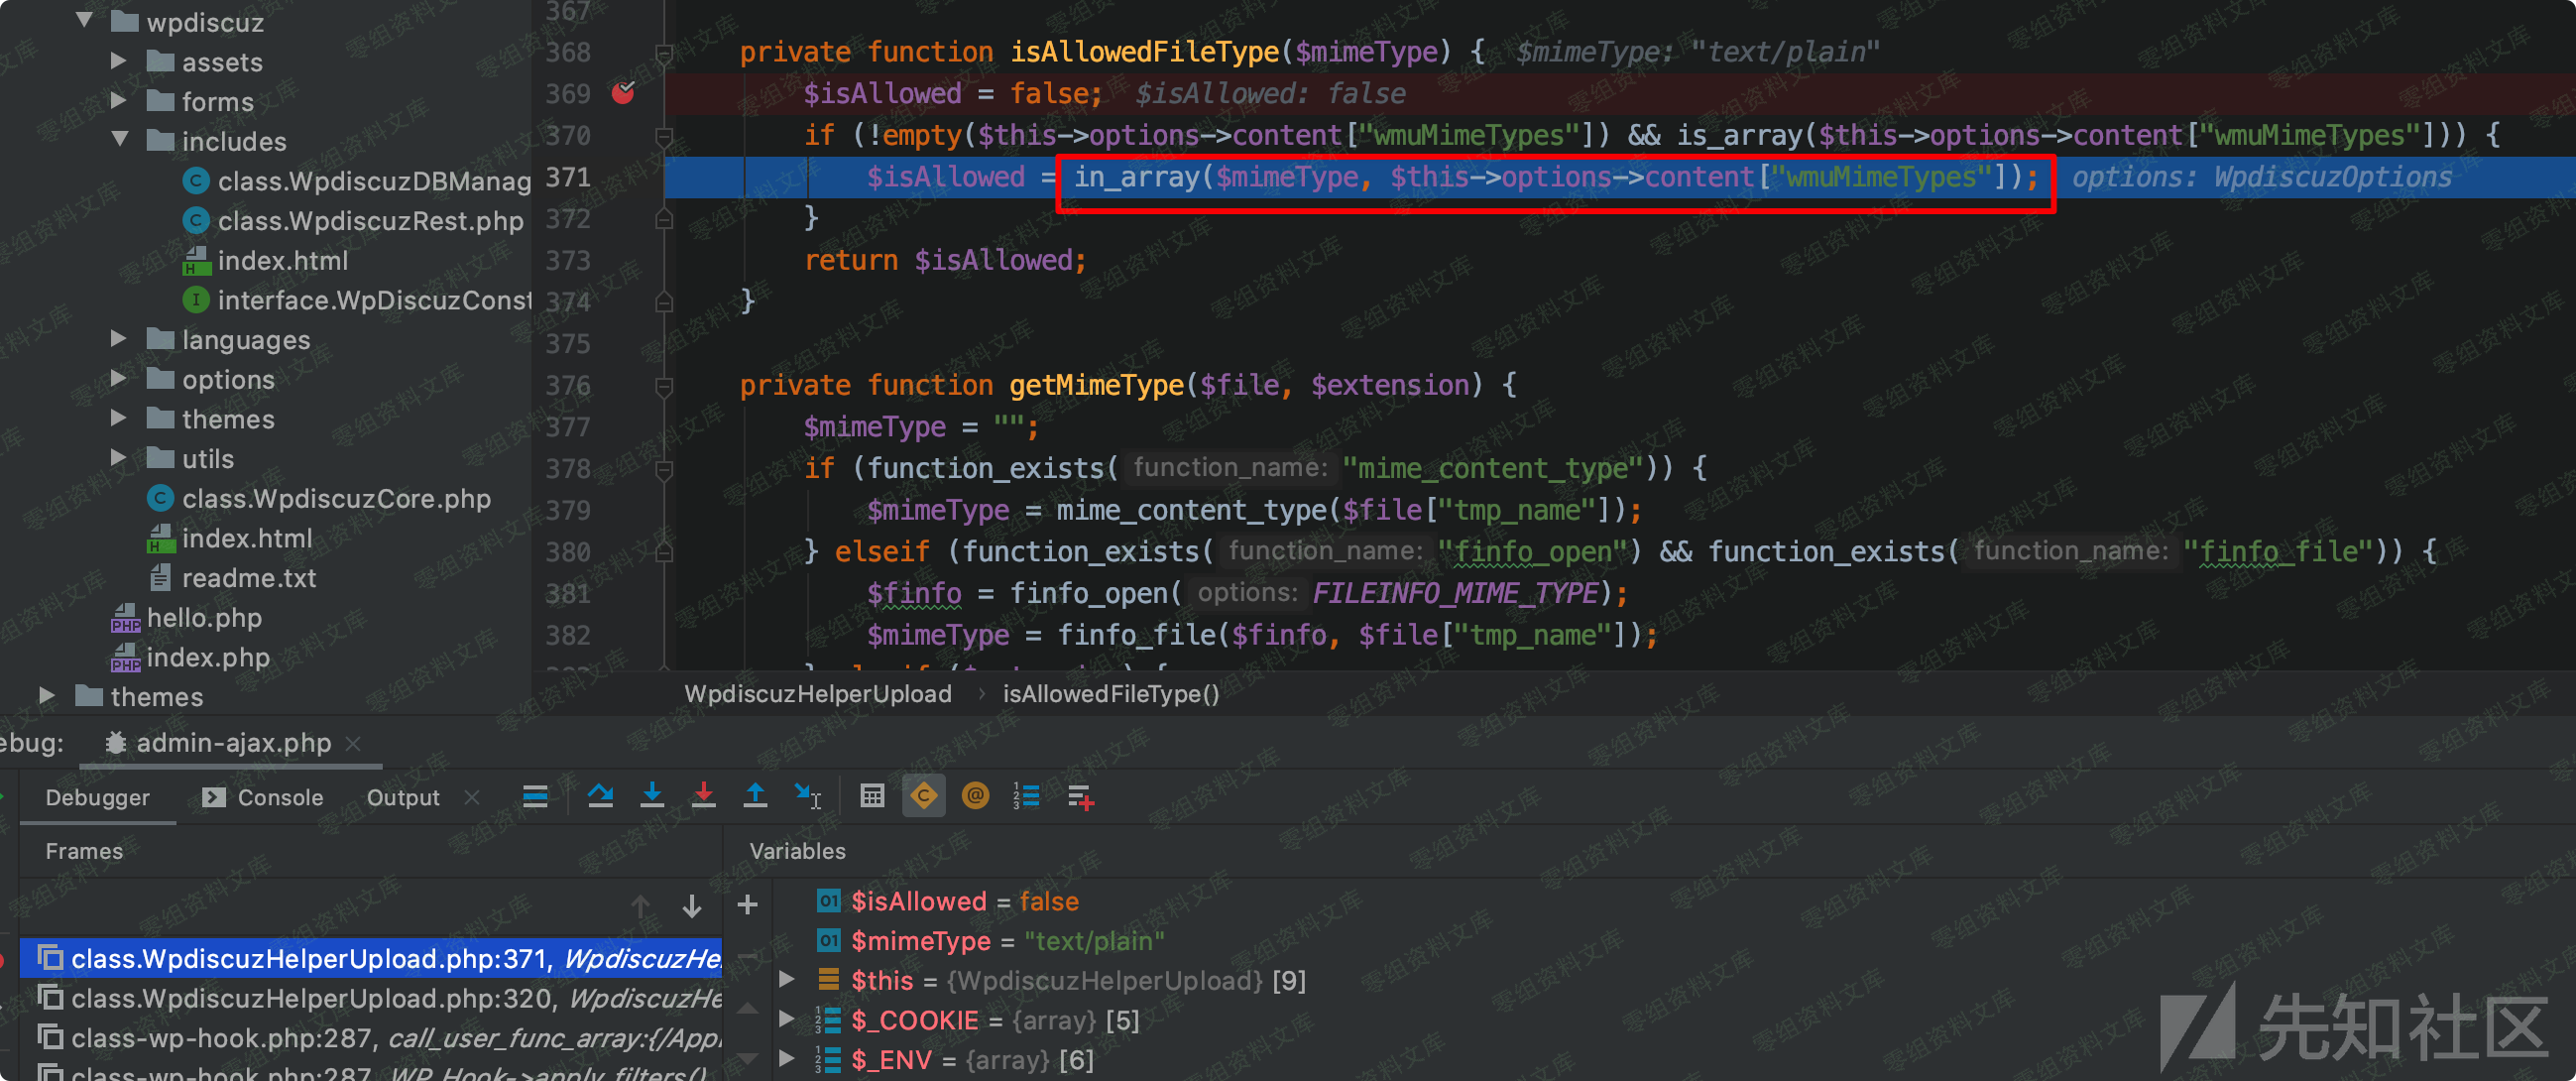 wpdiscuz
assets
forms
includes
class.WpdiscuzDBManag
class.WpdiscuzRest.php
index.html
interface.WpDiscuzConst
languages
options
themes
utils
class.WpdiscuzCore.php
index.html
readme.txt
hello.php
index.php
themes
367
368 private function isAllowedFileType($mimeType) { $mimeType: "text/plain"
369 $isAllowed = false; $isAllowed: false
370 if (!empty($this->options->content["wmuMimeTypes"]) && is_array($this->options->content["wmuMimeTypes"])) {
371 $isAllowed = in_array($mimeType, $this->options->content["wmuMimeTypes"]); options: WpdiscuzOptions
372 }
373 return $isAllowed;
374 }
375
376 private function getMimeType($file, $extension) {
377 $mimeType = "";
378 if (function_exists( function_name: "mime_content_type")) {
379 $mimeType = mime_content_type($file["tmp_name"]);
380 } elseif (function_exists( function_name: "finfo_open") && function_exists( function_name: "finfo_file")) {
381 $finfo = finfo_open( options: FILEINFO_MIME_TYPE);
382 $mimeType = finfo_file($finfo, $file["tmp_name"]);
WpdiscuzHelperUpload › isAllowedFileType()
ebug: admin-ajax.php
Debugger Console Output
Frames
Variables
class.WpdiscuzHelperUpload.php:371, WpdiscuzHe
class.WpdiscuzHelperUpload.php:320, WpdiscuzHe
class-wp-hook.php:287, call_user_func_array:{/App
class-wp-hook.php:287, WP_Hook->apply_filters()
$isAllowed = false
$mimeType = "text/plain"
$this = {WpdiscuzHelperUpload} [9]
$_COOKIE = {array} [5]
$_ENV = {array} [6]
零组资料文库
先知社区